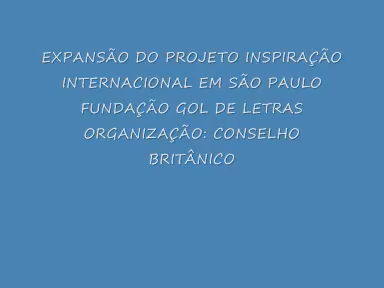 EXPANSÃO DO PROJETO INSPIRAÇÃO
INTERNACIONAL EM SÃO PAULO
FUNDAÇÃO GOL DE LETRAS
ORGANIZAÇÃO: CONSELHO
BRITÂNICO